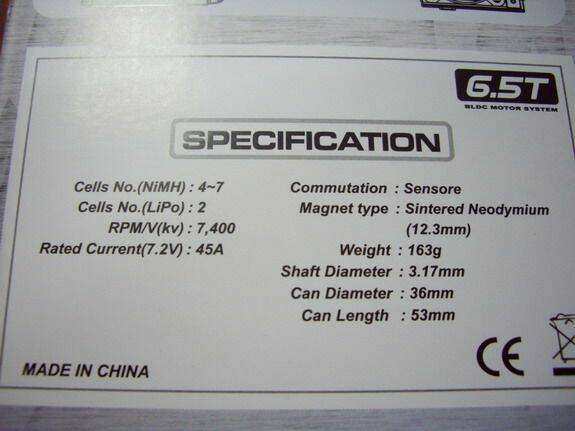 6.5T
BLDC MOTOR SYSTEM
SPECIFICATION
Cells No.(NiMH) : 4~7
Cells No.(LiPo) : 2
RPM/V(kv) : 7,400
Rated Current(7.2V) : 45A
Commutation : Sensore
Magnet type : Sintered Neodymium
(12.3mm)
Weight : 163g
Shaft Diameter : 3.17mm
Can Diameter : 36mm
Can Length : 53mm
CE
MADE IN CHINA